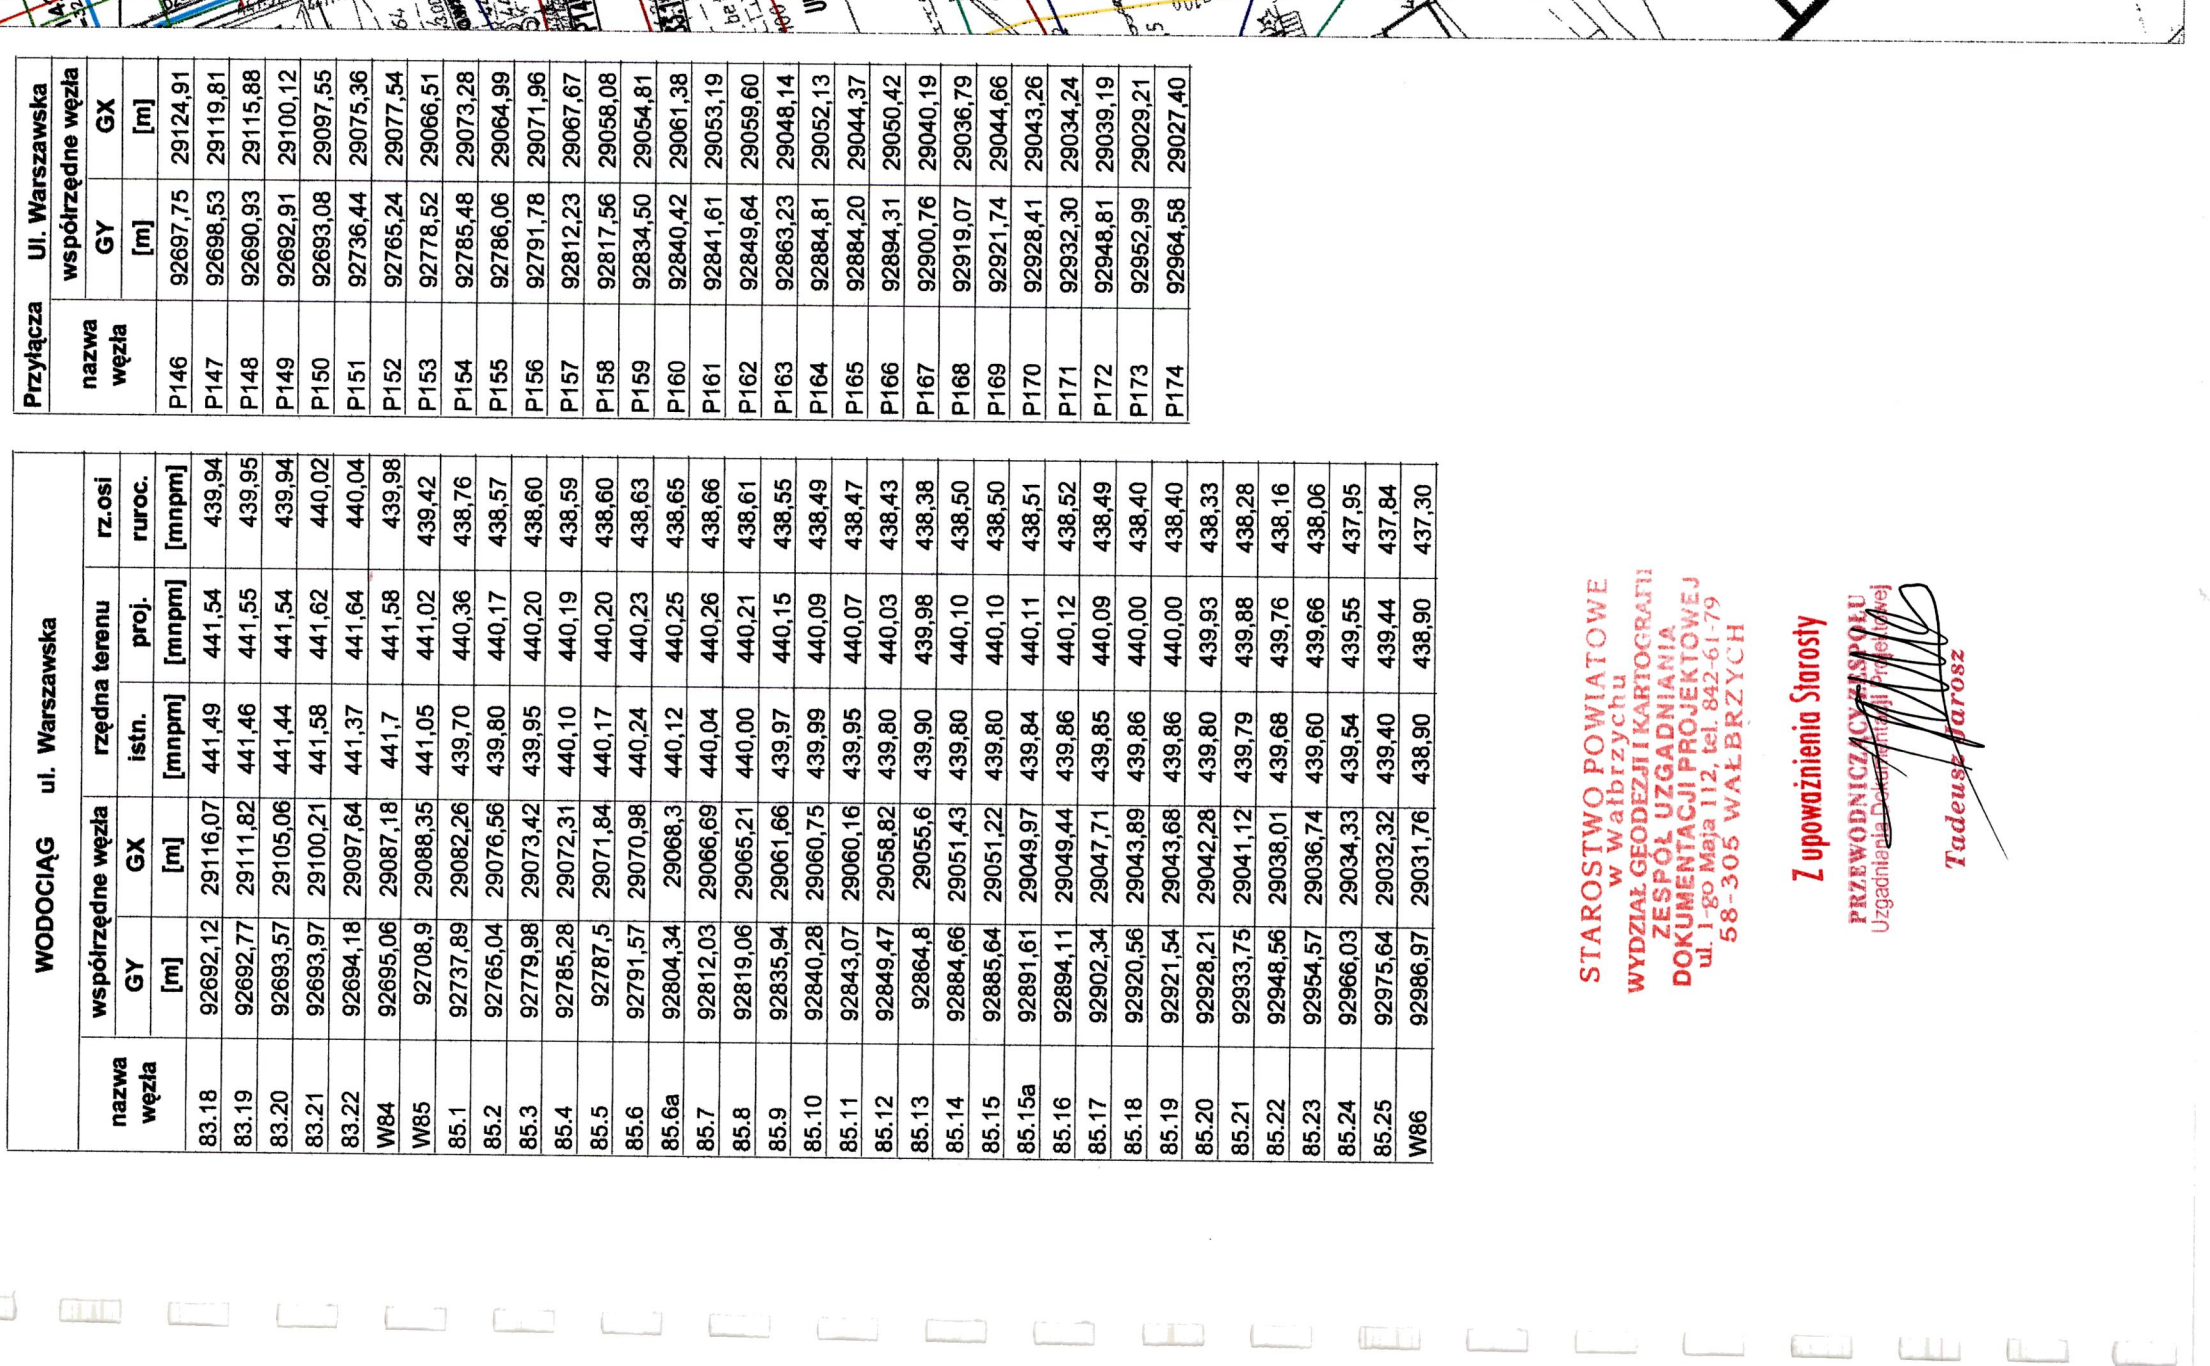 WODOCIĄG ul. Warszawska
nazwa węzła współrzędne węzła rzędna terenu rz.osi
GY GX istn. proj. ruroc.
[m] [m] [mnpm] [mnpm] [mnpm]
83.18 92692,12 29116,07 441,49 441,54 439,94
83.19 92692,77 29111,82 441,46 441,55 439,95
83.20 92693,57 29105,06 441,44 441,54 439,94
83.21 92693,97 29100,21 441,58 441,62 440,02
83.22 92694,18 29097,64 441,37 441,64 440,04
W84 92695,06 29087,18 441,7 441,58 439,98
W85 92708,9 29088,35 441,05 441,02 439,42
85.1 92737,89 29082,26 439,70 440,36 438,76
85.2 92765,04 29076,56 439,80 440,17 438,57
85.3 92779,98 29073,42 439,95 440,20 438,60
85.4 92785,28 29072,31 440,10 440,19 438,59
85.5 92787,5 29071,84 440,17 440,20 438,60
85.6 92791,57 29070,98 440,24 440,23 438,63
85.6a 92804,34 29068,3 440,12 440,25 438,65
85.7 92812,03 29066,69 440,04 440,26 438,66
85.8 92819,06 29065,21 440,00 440,21 438,61
85.9 92835,94 29061,66 439,97 440,15 438,55
85.10 92840,28 29060,75 439,99 440,09 438,49
85.11 92843,07 29060,16 439,95 440,07 438,47
85.12 92849,47 29058,82 439,80 440,03 438,43
85.13 92864,8 29055,6 439,90 439,98 438,38
85.14 92884,66 29051,43 439,80 440,10 438,50
85.15 92885,64 29051,22 439,80 440,10 438,50
85.15a 92891,61 29049,97 439,84 440,11 438,51
85.16 92894,11 29049,44 439,86 440,12 438,52
85.17 92902,34 29047,71 439,85 440,09 438,49
85.18 92920,56 29043,89 439,86 440,00 438,40
85.19 92921,54 29043,68 439,86 440,00 438,40
85.20 92928,21 29042,28 439,80 439,93 438,33
85.21 92933,75 29041,12 439,79 439,88 438,28
85.22 92948,56 29038,01 439,68 439,76 438,16
85.23 92954,57 29036,74 439,60 439,66 438,06
85.24 92966,03 29034,33 439,54 439,55 437,95
85.25 92975,64 29032,32 439,40 439,44 437,84
W86 92986,97 29031,76 438,90 438,90 437,30
Przyłącza Ul. Warszawska
nazwa węzła współrzędne węzła
GY GX
[m] [m]
P146 92697,75 29124,91
P147 92698,53 29119,81
P148 92690,93 29115,88
P149 92692,91 29100,12
P150 92693,08 29097,55
P151 92736,44 29075,36
P152 92765,24 29077,54
P153 92778,52 29066,51
P154 92785,48 29073,28
P155 92786,06 29064,99
P156 92791,78 29071,96
P157 92812,23 29067,67
P158 92817,56 29058,08
P159 92834,50 29054,81
P160 92840,42 29061,38
P161 92841,61 29053,19
P162 92849,64 29059,60
P163 92863,23 29048,14
P164 92884,81 29052,13
P165 92884,20 29044,37
P166 92894,31 29050,42
P167 92900,76 29040,19
P168 92919,07 29036,79
P169 92921,74 29044,66
P170 92928,41 29043,26
P171 92932,30 29034,24
P172 92948,81 29039,19
P173 92952,99 29029,21
P174 92964,58 29027,40
STAROSTWO POWIATOWE
w Wałbrzychu
WYDZIAŁ GEODEZJI I KARTOGRAFII
ZESPÓŁ UZGADNIANIA
DOKUMENTACJI PROJEKTOWEJ
ul. 1-go Maja 112, tel. 842-61-79
58-305 WAŁBRZYCH
Z upoważnienia Starosty
PRZEWODNICZĄCY ZESPOŁU
Uzgadniania Dokumentacji Projektowej
Tadeusz Jarosz